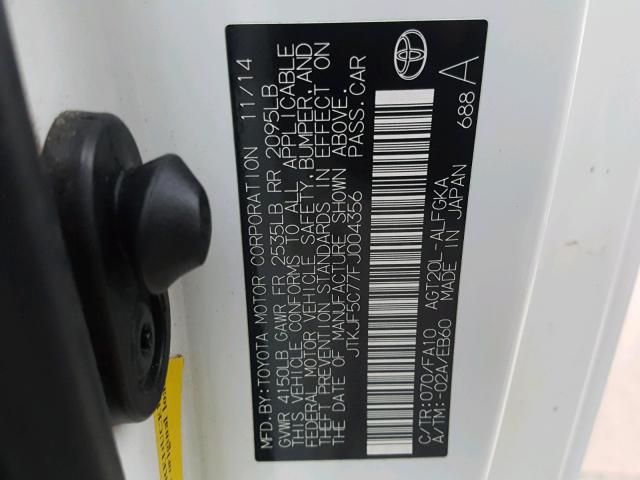 MFD.BY:TOYOTA MOTOR CORPORATION 11/14
GVWR 4150LB GAWR FR 2535LB RR 2095LB
THIS VEHICLE CONFORMS TO ALL APPLICABLE
FEDERAL MOTOR VEHICLE SAFETY,BUMPER,AND
THEFT PREVENTION STANDARDS IN EFFECT ON
THE DATE OF MANUFACTURE SHOWN ABOVE.
JTKJF5C77FJ004356 PASS.CAR
C/TR:070/FA10 AGT20L-ALFGKA
A/TM:-02A/EB60 MADE IN JAPAN
688 A